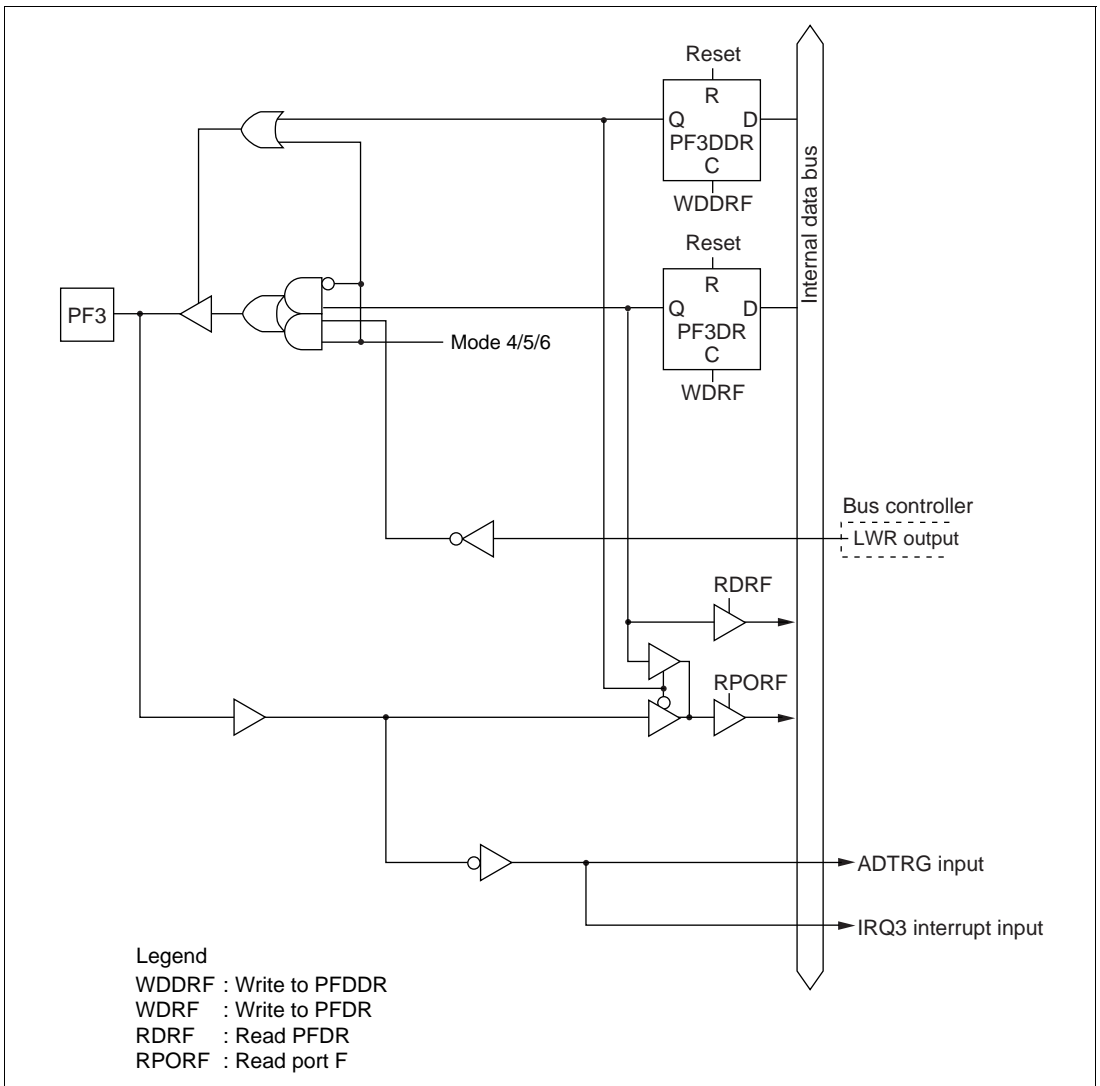 Reset
R
Q D
PF3DDR
C
WDDRF
Internal data bus
Reset
R
Q D
PF3DR
C
WDRF
PF3
Mode 4/5/6
Bus controller
LWR output
RDRF
RPORF
ADTRG input
IRQ3 interrupt input
Legend
WDDRF : Write to PFDDR
WDRF : Write to PFDR
RDRF : Read PFDR
RPORF : Read port F